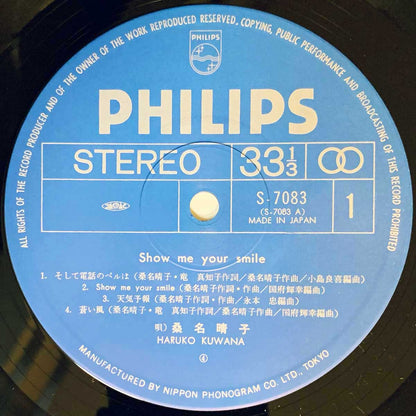 ALL RIGHTS OF THE RECORD PRODUCER AND OF THE OWNER OF THE WORK REPRODUCED RESERVED, COPYING, PUBLIC PERFORMANCE AND BROADCASTING OF THIS RECORD PROHIBITED
PHILIPS
PHILIPS
STEREO 33 1/3
S-7083
(S-7083 A)
MADE IN JAPAN
1
Show me your smile
1. そして電話のベルは (桑名晴子・竜 真知子作詞/桑名晴子作曲/小島良喜編曲)
2. Show me your smile (桑名晴子作詞・作曲/国府輝幸編曲)
3. 天気予報 (桑名晴子作詞・作曲/永本 忠編曲)
4. 蒼い風 (桑名晴子・竜 真知子作詞/桑名晴子作曲/国府輝幸編曲)
唄) 桑名晴子
HARUKO KUWANA
④
MANUFACTURED BY NIPPON PHONOGRAM CO. LTD., TOKYO